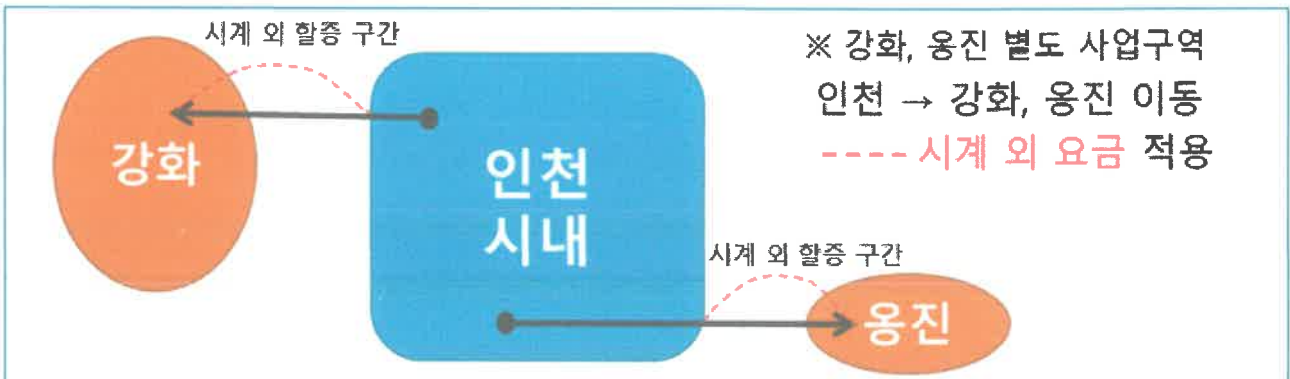 시계 외 할증 구간
※ 강화, 옹진 별도 사업구역
인천 → 강화, 옹진 이동
---- 시계 외 요금 적용
강화
인천
시내
시계 외 할증 구간
옹진